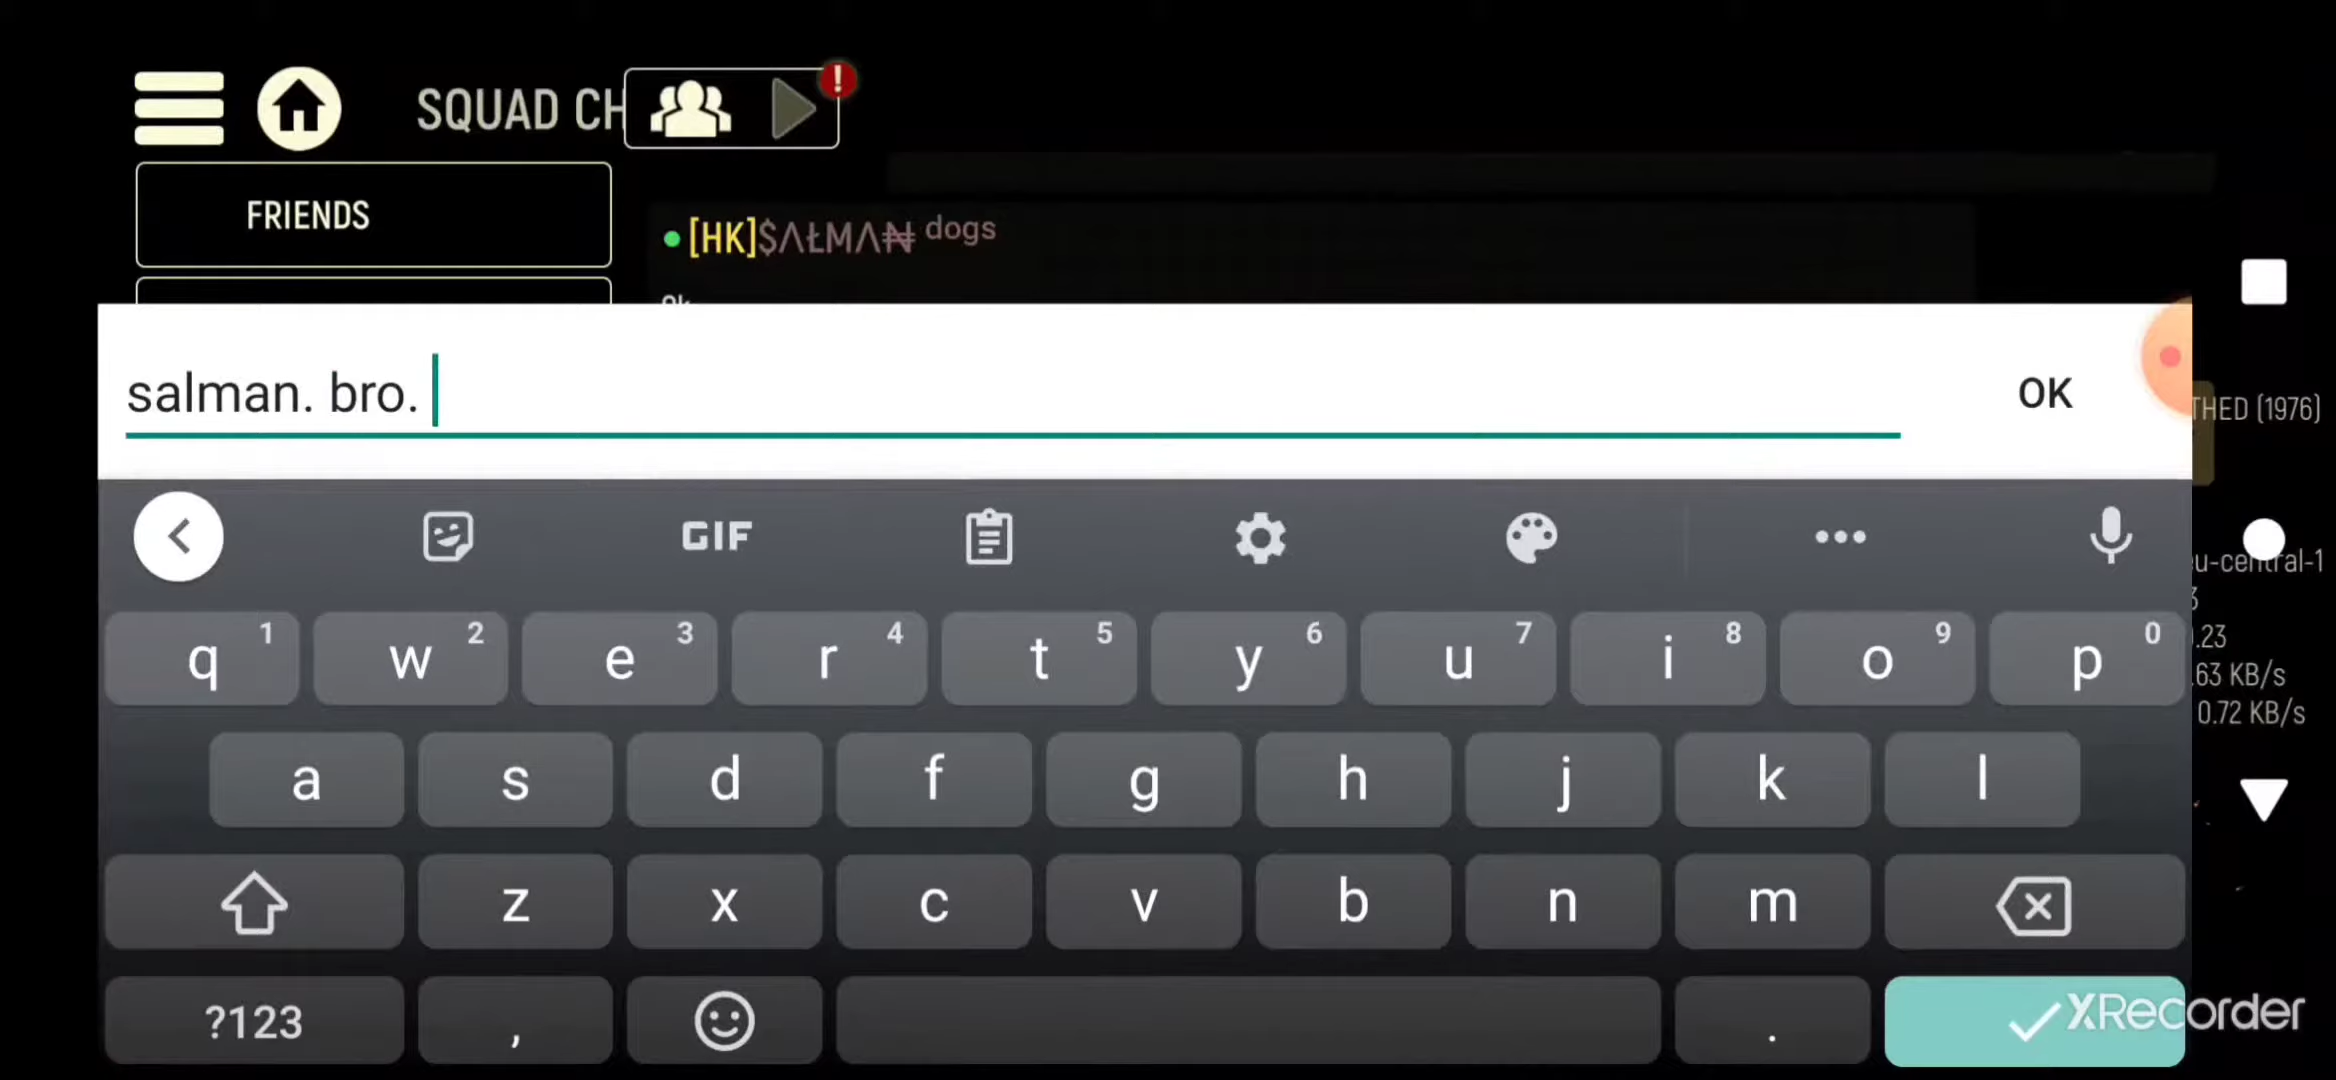 SQUAD CH
!
FRIENDS
[HK]$ΛŁMΛ₦ dogs
salman. bro.
OK
THED (1976)
GIF
u-central-1
.23
.63 KB/s
0.72 KB/s
q 1 w 2 e 3 r 4 t 5 y 6 u 7 i 8 o 9 p 0
a s d f g h j k l
z x c v b n m
?123 , .
XRecorder